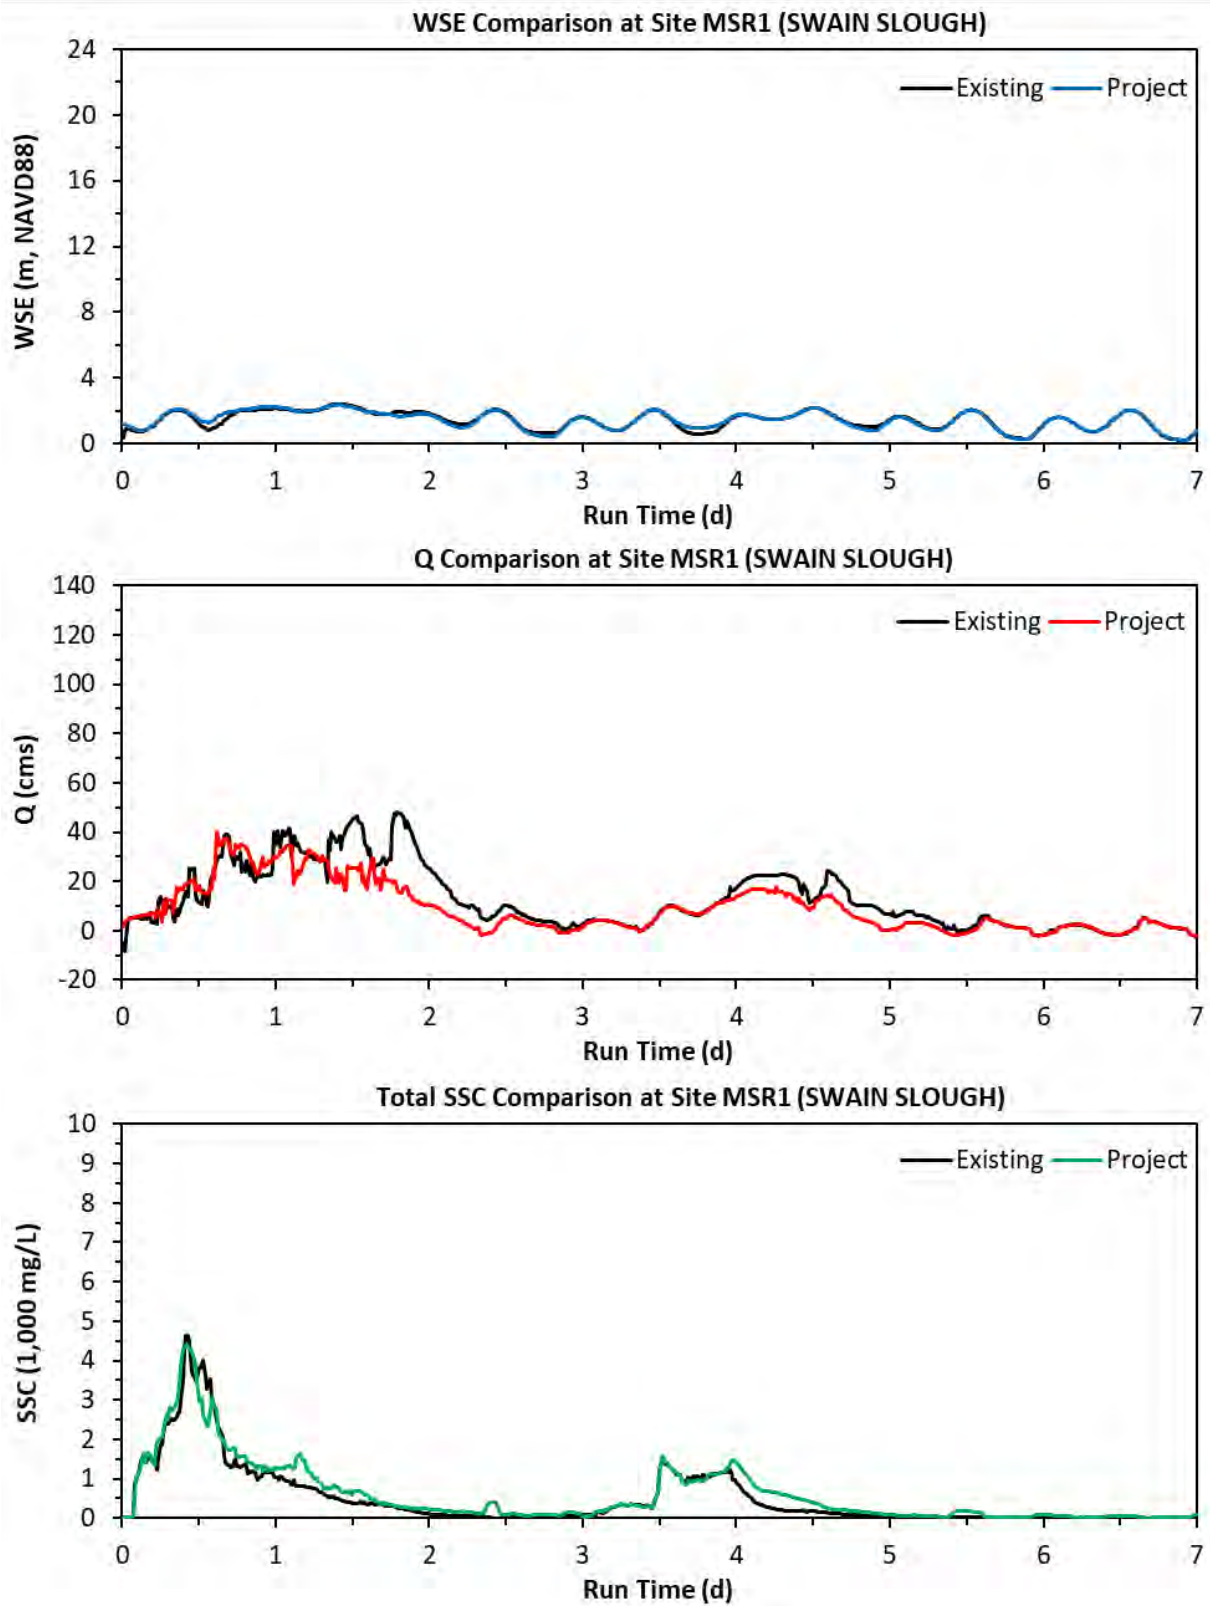 WSE Comparison at Site MSR1 (SWAIN SLOUGH)
24
Existing Project
20
16
12
8
4
0
WSE (m, NAVD88)
0 1 2 3 4 5 6 7
Run Time (d)
Q Comparison at Site MSR1 (SWAIN SLOUGH)
140
Existing Project
120
100
80
60
40
20
0
-20
Q (cms)
0 1 2 3 4 5 6 7
Run Time (d)
Total SSC Comparison at Site MSR1 (SWAIN SLOUGH)
10
Existing Project
9
8
7
6
5
4
3
2
1
0
SSC (1,000 mg/L)
0 1 2 3 4 5 6 7
Run Time (d)